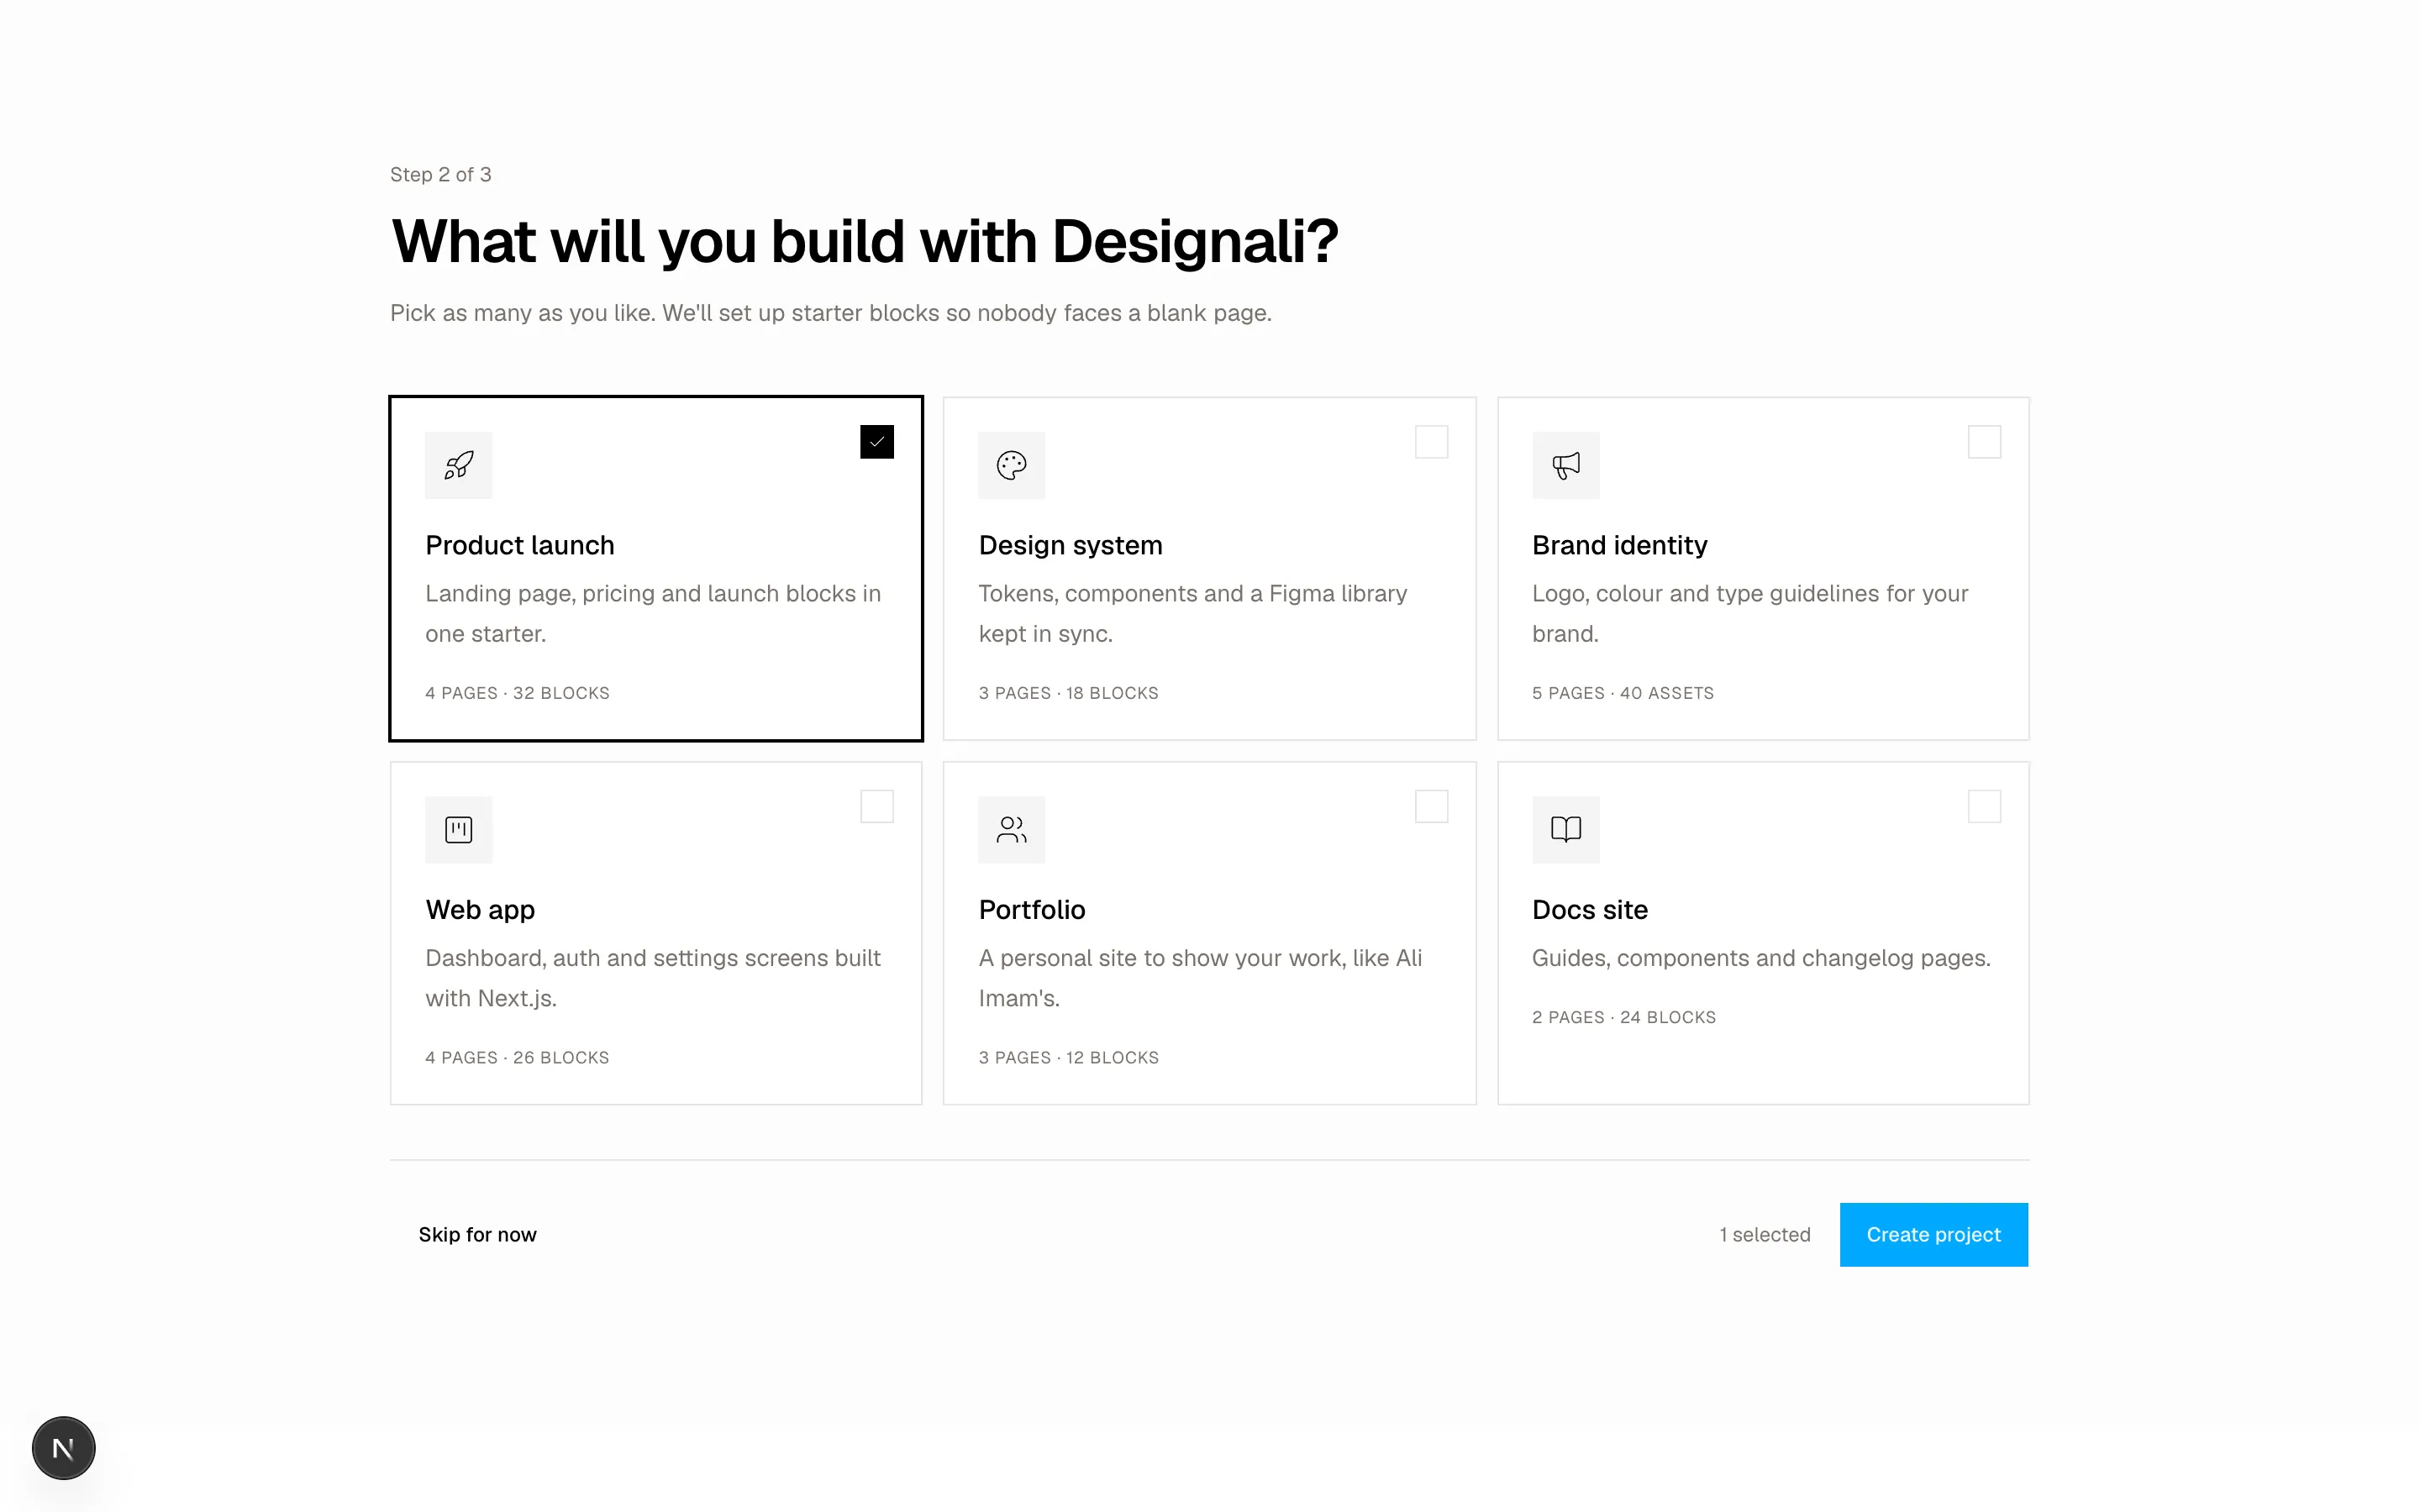 Step 2 of 3
What will you build with Designali?
Pick as many as you like. We'll set up starter blocks so nobody faces a blank page.
Product launch
Landing page, pricing and launch blocks in
one starter.
4 PAGES · 32 BLOCKS
Design system
Tokens, components and a Figma library
kept in sync.
3 PAGES · 18 BLOCKS
Brand identity
Logo, colour and type guidelines for your
brand.
5 PAGES · 40 ASSETS
Web app
Dashboard, auth and settings screens built
with Next.js.
4 PAGES · 26 BLOCKS
Portfolio
A personal site to show your work, like Ali
Imam's.
3 PAGES · 12 BLOCKS
Docs site
Guides, components and changelog pages.
2 PAGES · 24 BLOCKS
Skip for now
1 selected
Create project
N